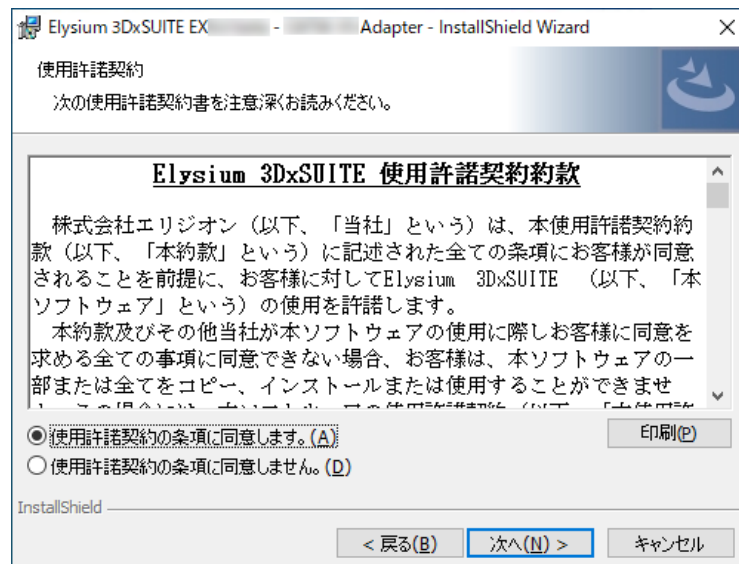 Elysium 3DxSUITE EX - Adapter - InstallShield Wizard
使用許諾契約
次の使用許諾契約書を注意深くお読みください。
Elysium 3DxSUITE 使用許諾契約約款
株式会社エリジオン（以下、「当社」という）は、本使用許諾契約約
款（以下、「本約款」という）に記述された全ての条項にお客様が同意
されることを前提に、お客様に対してElysium 3DxSUITE （以下、「本
ソフトウェア」という）の使用を許諾します。
本約款及びその他当社が本ソフトウェアの使用に際しお客様に同意を
求める全ての事項に同意できない場合、お客様は、本ソフトウェアの一
部または全てをコピー、インストールまたは使用することができませ
使用許諾契約の条項に同意します。(A)
印刷(P)
使用許諾契約の条項に同意しません。(D)
InstallShield
< 戻る(B)
次へ(N) >
キャンセル